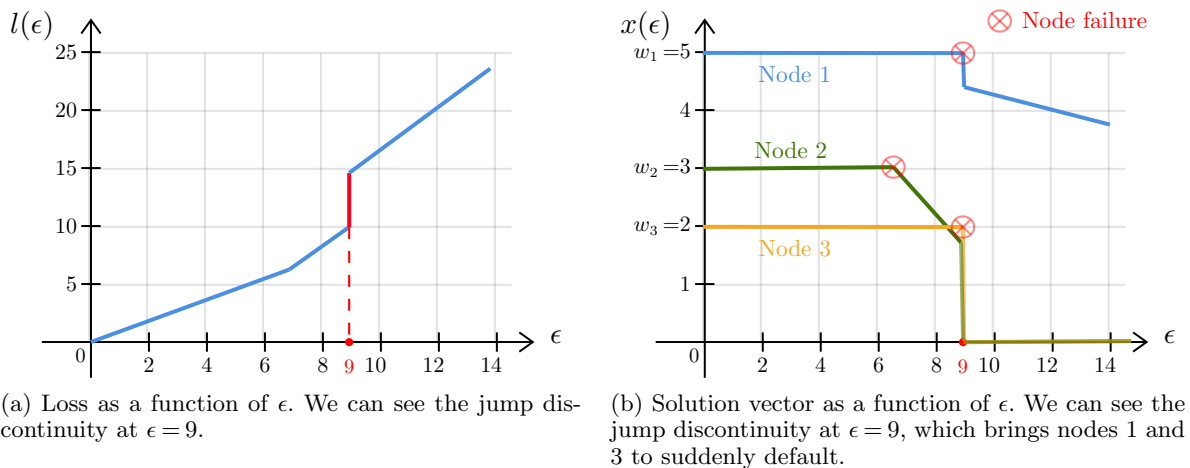 l(ϵ)
25
20
15
10
5
0
2
4
6
8
9
10
12
14
ϵ
(a) Loss as a function of ϵ. We can see the jump dis-
continuity at ϵ = 9.
x(ϵ)
Node failure
w₁ =5
Node 1
4
Node 2
w₂ =3
w₃ =2
Node 3
1
0
2
4
6
8
9
10
12
14
ϵ
(b) Solution vector as a function of ϵ. We can see the
jump discontinuity at ϵ = 9, which brings nodes 1 and
3 to suddenly default.